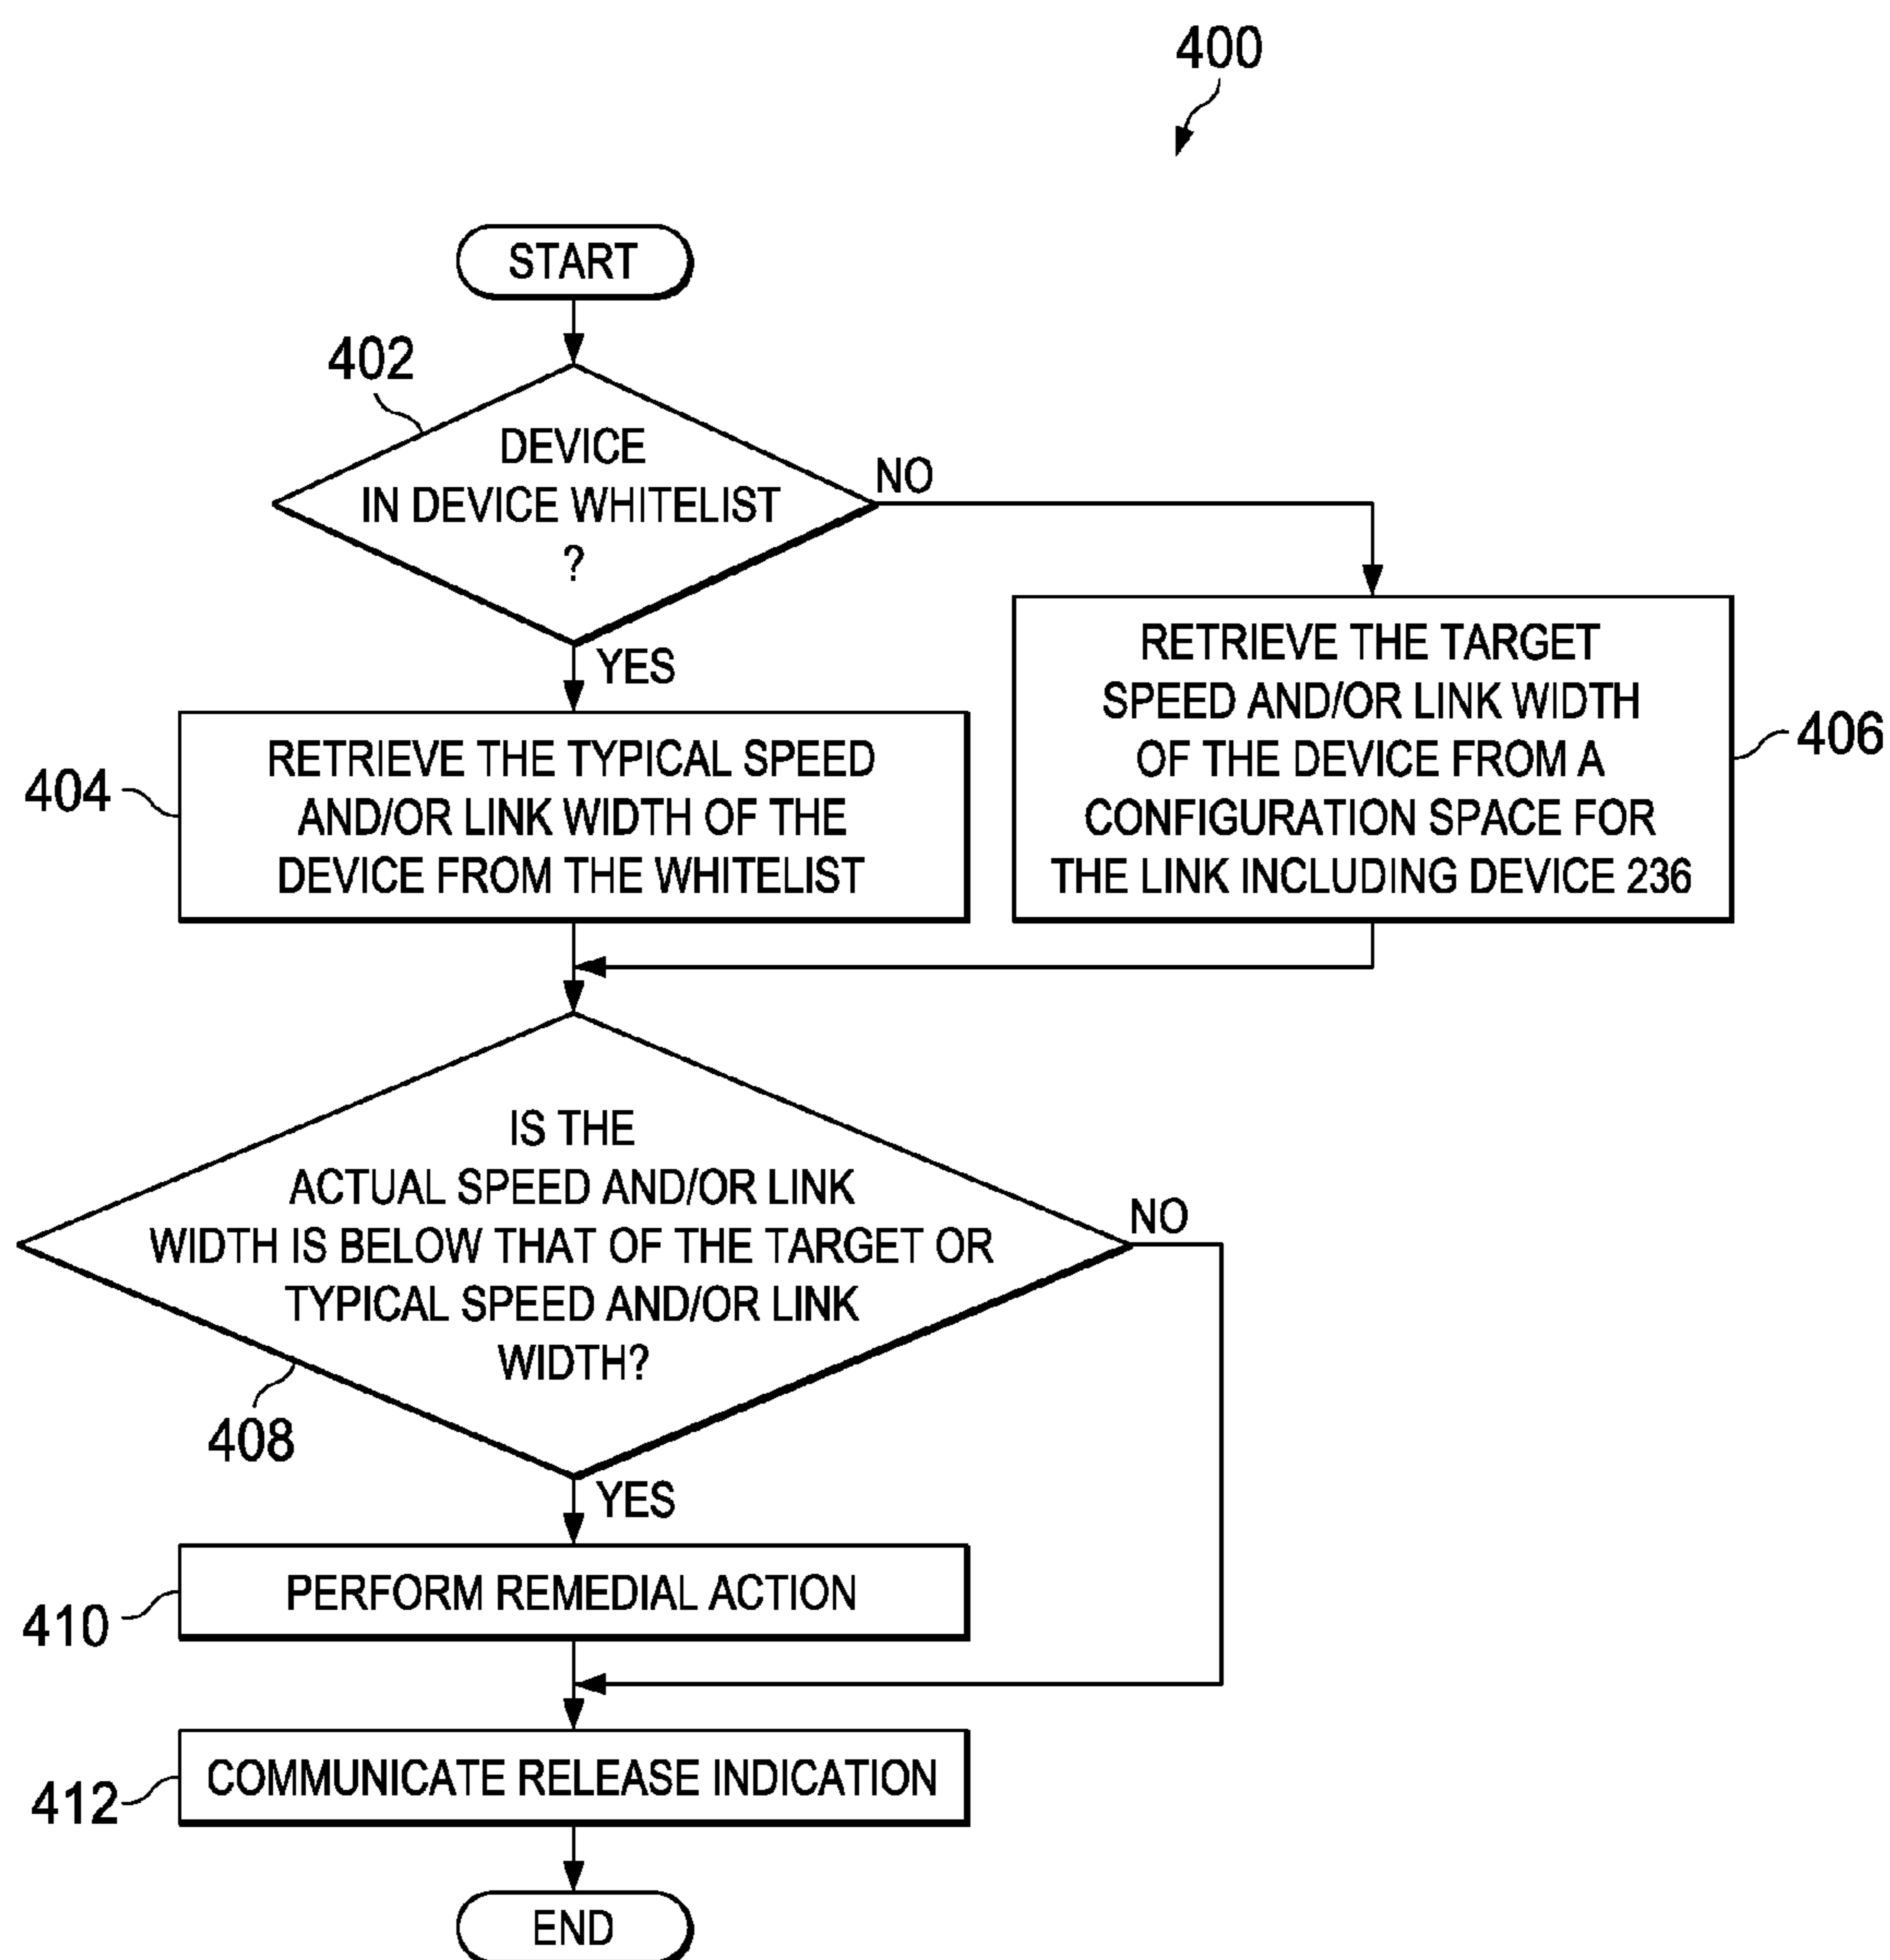 400
START
402
DEVICE
IN DEVICE WHITELIST
?
NO
YES
RETRIEVE THE TARGET
SPEED AND/OR LINK WIDTH
OF THE DEVICE FROM A
CONFIGURATION SPACE FOR
THE LINK INCLUDING DEVICE 236
406
404
RETRIEVE THE TYPICAL SPEED
AND/OR LINK WIDTH OF THE
DEVICE FROM THE WHITELIST
IS THE
ACTUAL SPEED AND/OR LINK
WIDTH IS BELOW THAT OF THE TARGET OR
TYPICAL SPEED AND/OR LINK
WIDTH?
NO
408
YES
PERFORM REMEDIAL ACTION
410
COMMUNICATE RELEASE INDICATION
412
END